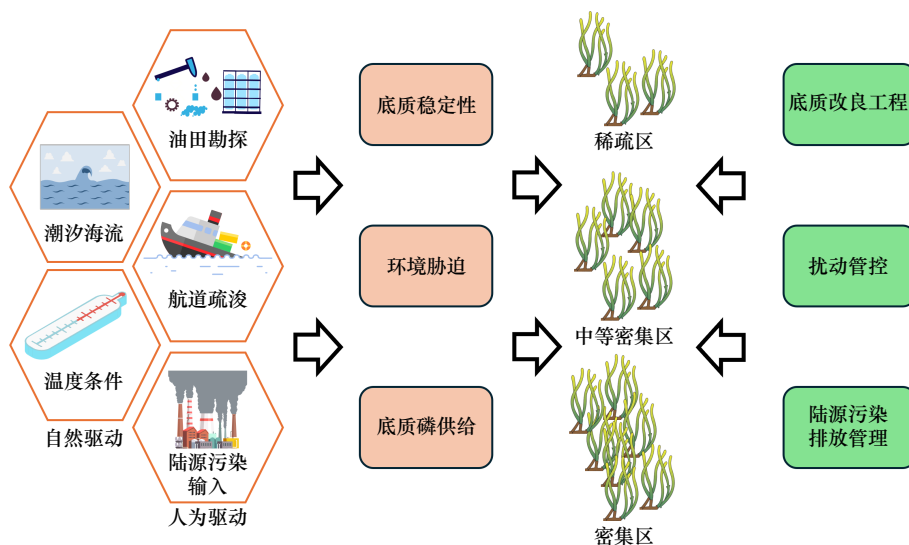 油田勘探
潮汐海流
航道疏浚
温度条件
自然驱动
陆源污染
输入
人为驱动
底质稳定性
环境胁迫
底质磷供给
稀疏区
中等密集区
密集区
底质改良工程
扰动管控
陆源污染
排放管理